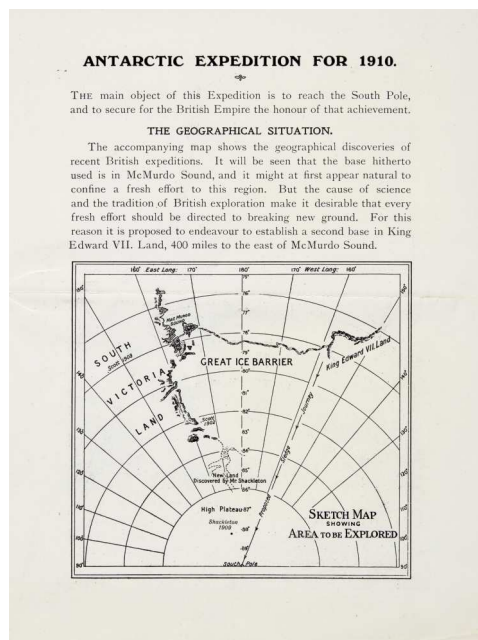 ANTARCTIC EXPEDITION FOR 1910.
THE main object of this Expedition is to reach the South Pole,
and to secure for the British Empire the honour of that achievement.
THE GEOGRAPHICAL SITUATION.
The accompanying map shows the geographical discoveries of
recent British expeditions. It will be seen that the base hitherto
used is in McMurdo Sound, and it might at first appear natural to
confine a fresh effort to this region. But the cause of science
and the tradition of British exploration make it desirable that every
fresh effort should be directed to breaking new ground. For this
reason it is proposed to endeavour to establish a second base in King
Edward VII. Land, 400 miles to the east of McMurdo Sound.
160° East Long: 170° 180° 170° West Long: 160°
SOUTH
VICTORIA
LAND
GREAT ICE BARRIER
King Edward VII. Land
Scott
1902
New Land
Discovered by Mr Shackleton
Proposed Sledge Journey
High Plateau 87°
Shackleton
1909
88°
SKETCH MAP
SHOWING
AREA TO BE EXPLORED
South Pole